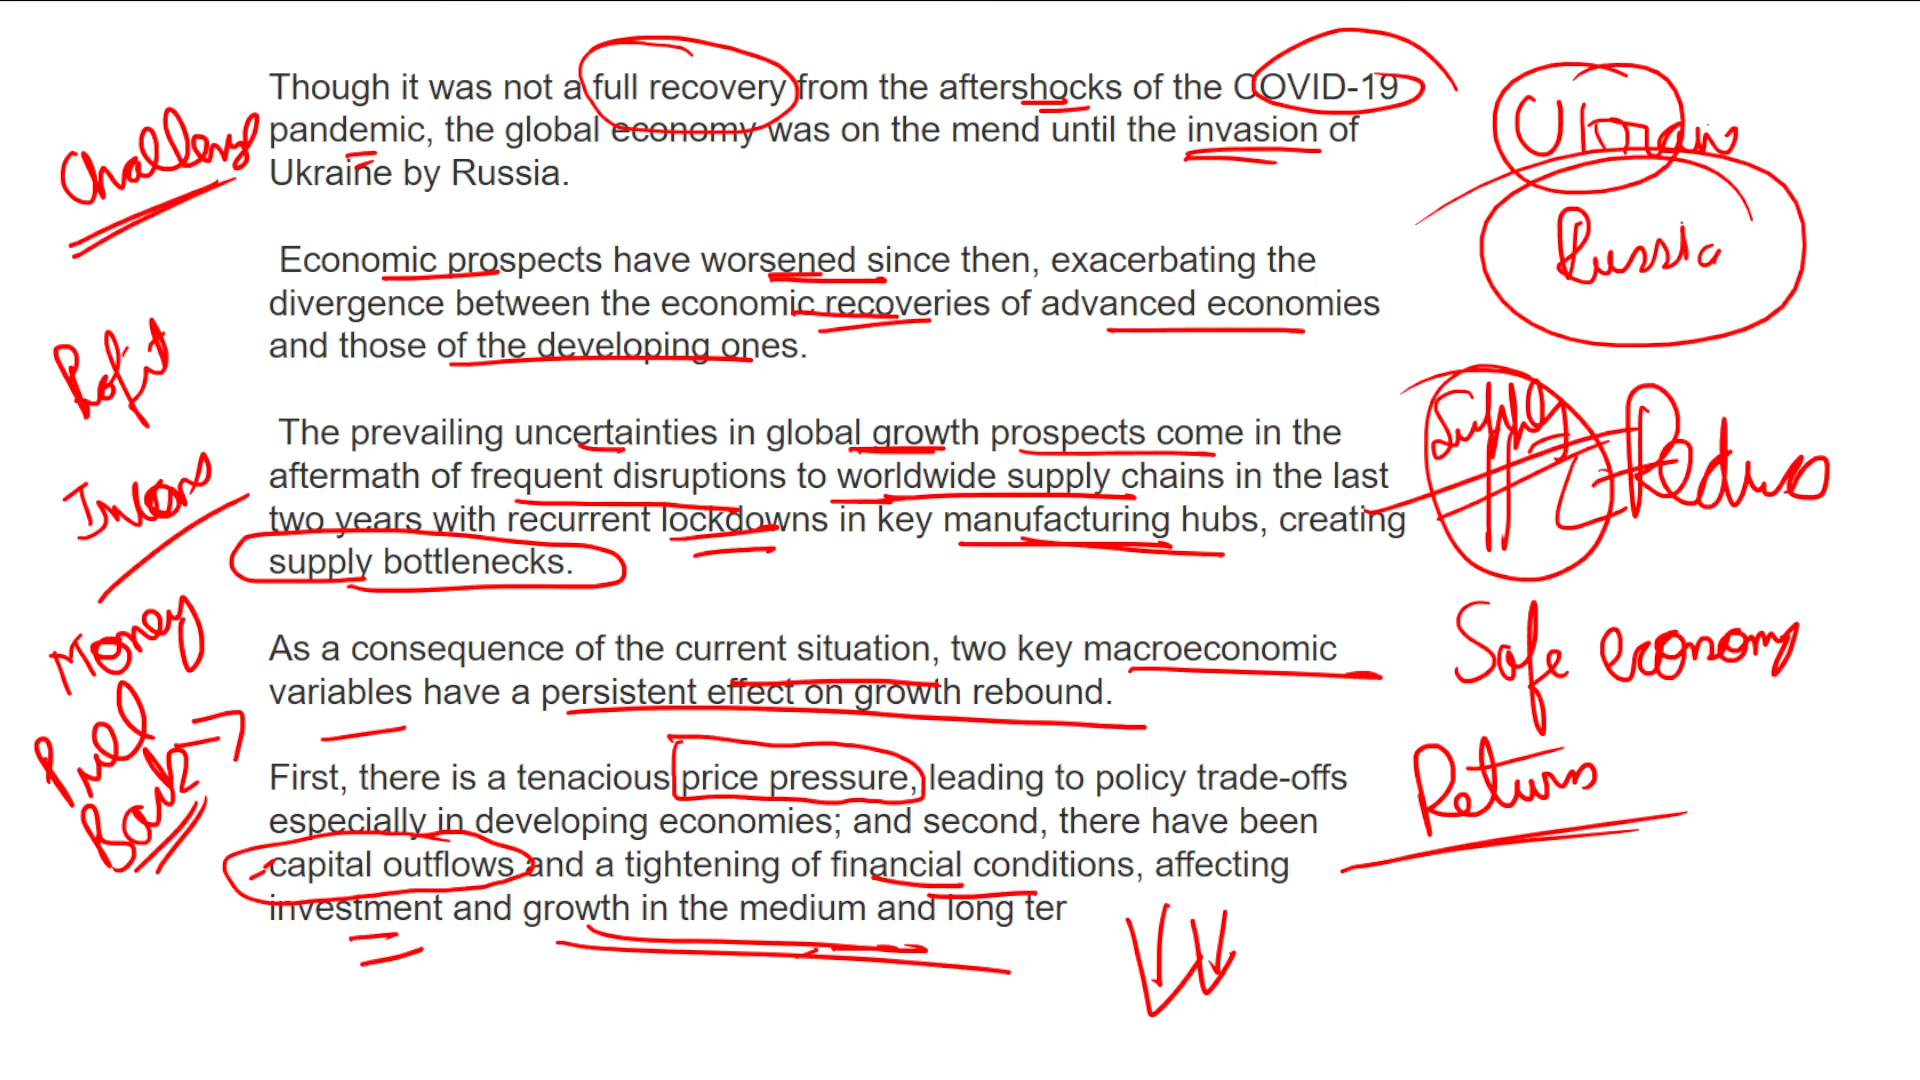 Though it was not a full recovery from the aftershocks of the COVID-19
pandemic, the global economy was on the mend until the invasion of
Ukraine by Russia.
Economic prospects have worsened since then, exacerbating the
divergence between the economic recoveries of advanced economies
and those of the developing ones.
The prevailing uncertainties in global growth prospects come in the
aftermath of frequent disruptions to worldwide supply chains in the last
two years with recurrent lockdowns in key manufacturing hubs, creating
supply bottlenecks.
As a consequence of the current situation, two key macroeconomic
variables have a persistent effect on growth rebound.
First, there is a tenacious price pressure, leading to policy trade-offs
especially in developing economies; and second, there have been
capital outflows and a tightening of financial conditions, affecting
investment and growth in the medium and long ter
Profit
Money
Pull
Back
Russia
Supply
Safe economy
Return